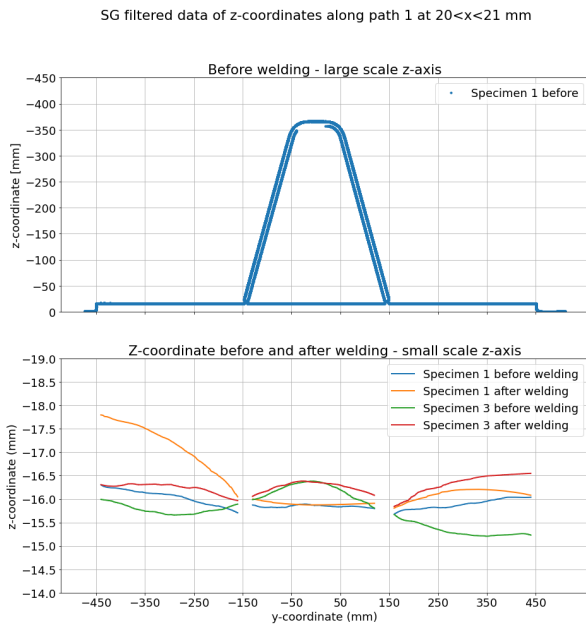 SG filtered data of z-coordinates along path 1 at 20<x<21 mm
Before welding - large scale z-axis
−450
−400
−350
−300
−250
−200
−150
−100
−50
0
z-coordinate [mm]
Specimen 1 before
Z-coordinate before and after welding - small scale z-axis
−19.0
−18.5
−18.0
−17.5
−17.0
−16.5
−16.0
−15.5
−15.0
−14.5
−14.0
z-coordinate (mm)
Specimen 1 before welding
Specimen 1 after welding
Specimen 3 before welding
Specimen 3 after welding
−450 −350 −250 −150 −50 50 150 250 350 450
y-coordinate (mm)